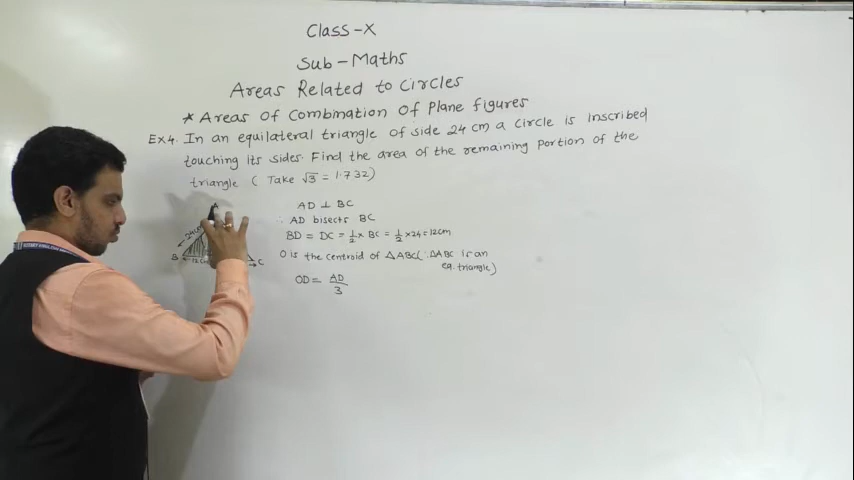 Class-X
Sub-Maths
Areas Related to Circles
* Areas Of Combination Of Plane figures
Ex4. In an equilateral triangle of side 24 cm a circle is inscribed
touching its sides. Find the area of the remaining portion of the
triangle ( Take √3 = 1.732)
A
AD ⊥ BC
∴ AD bisects BC
BD = DC = 1/2 × BC = 1/2 × 24 = 12cm
B
C
O is the centroid of △ABC (∵ △ABC is an
eq. triangle)
OD = AD/3